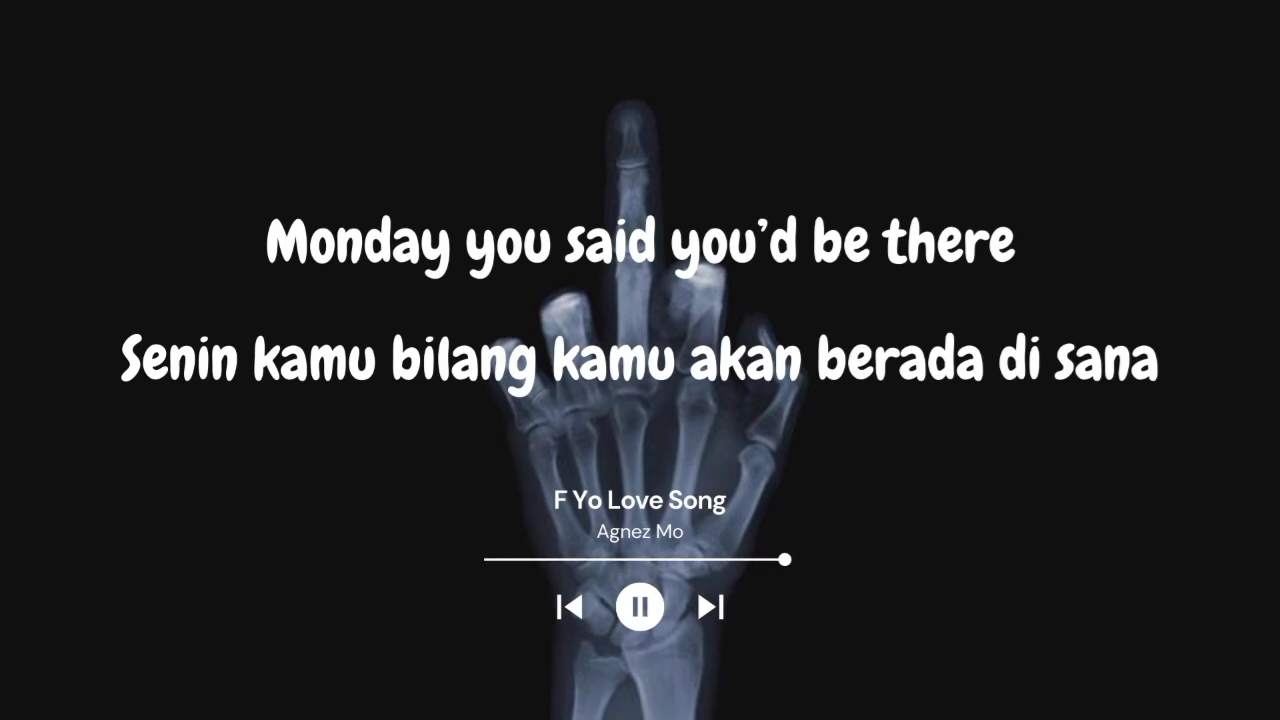 Monday you said you’d be there
Senin kamu bilang kamu akan berada di sana
F Yo Love Song
Agnez Mo